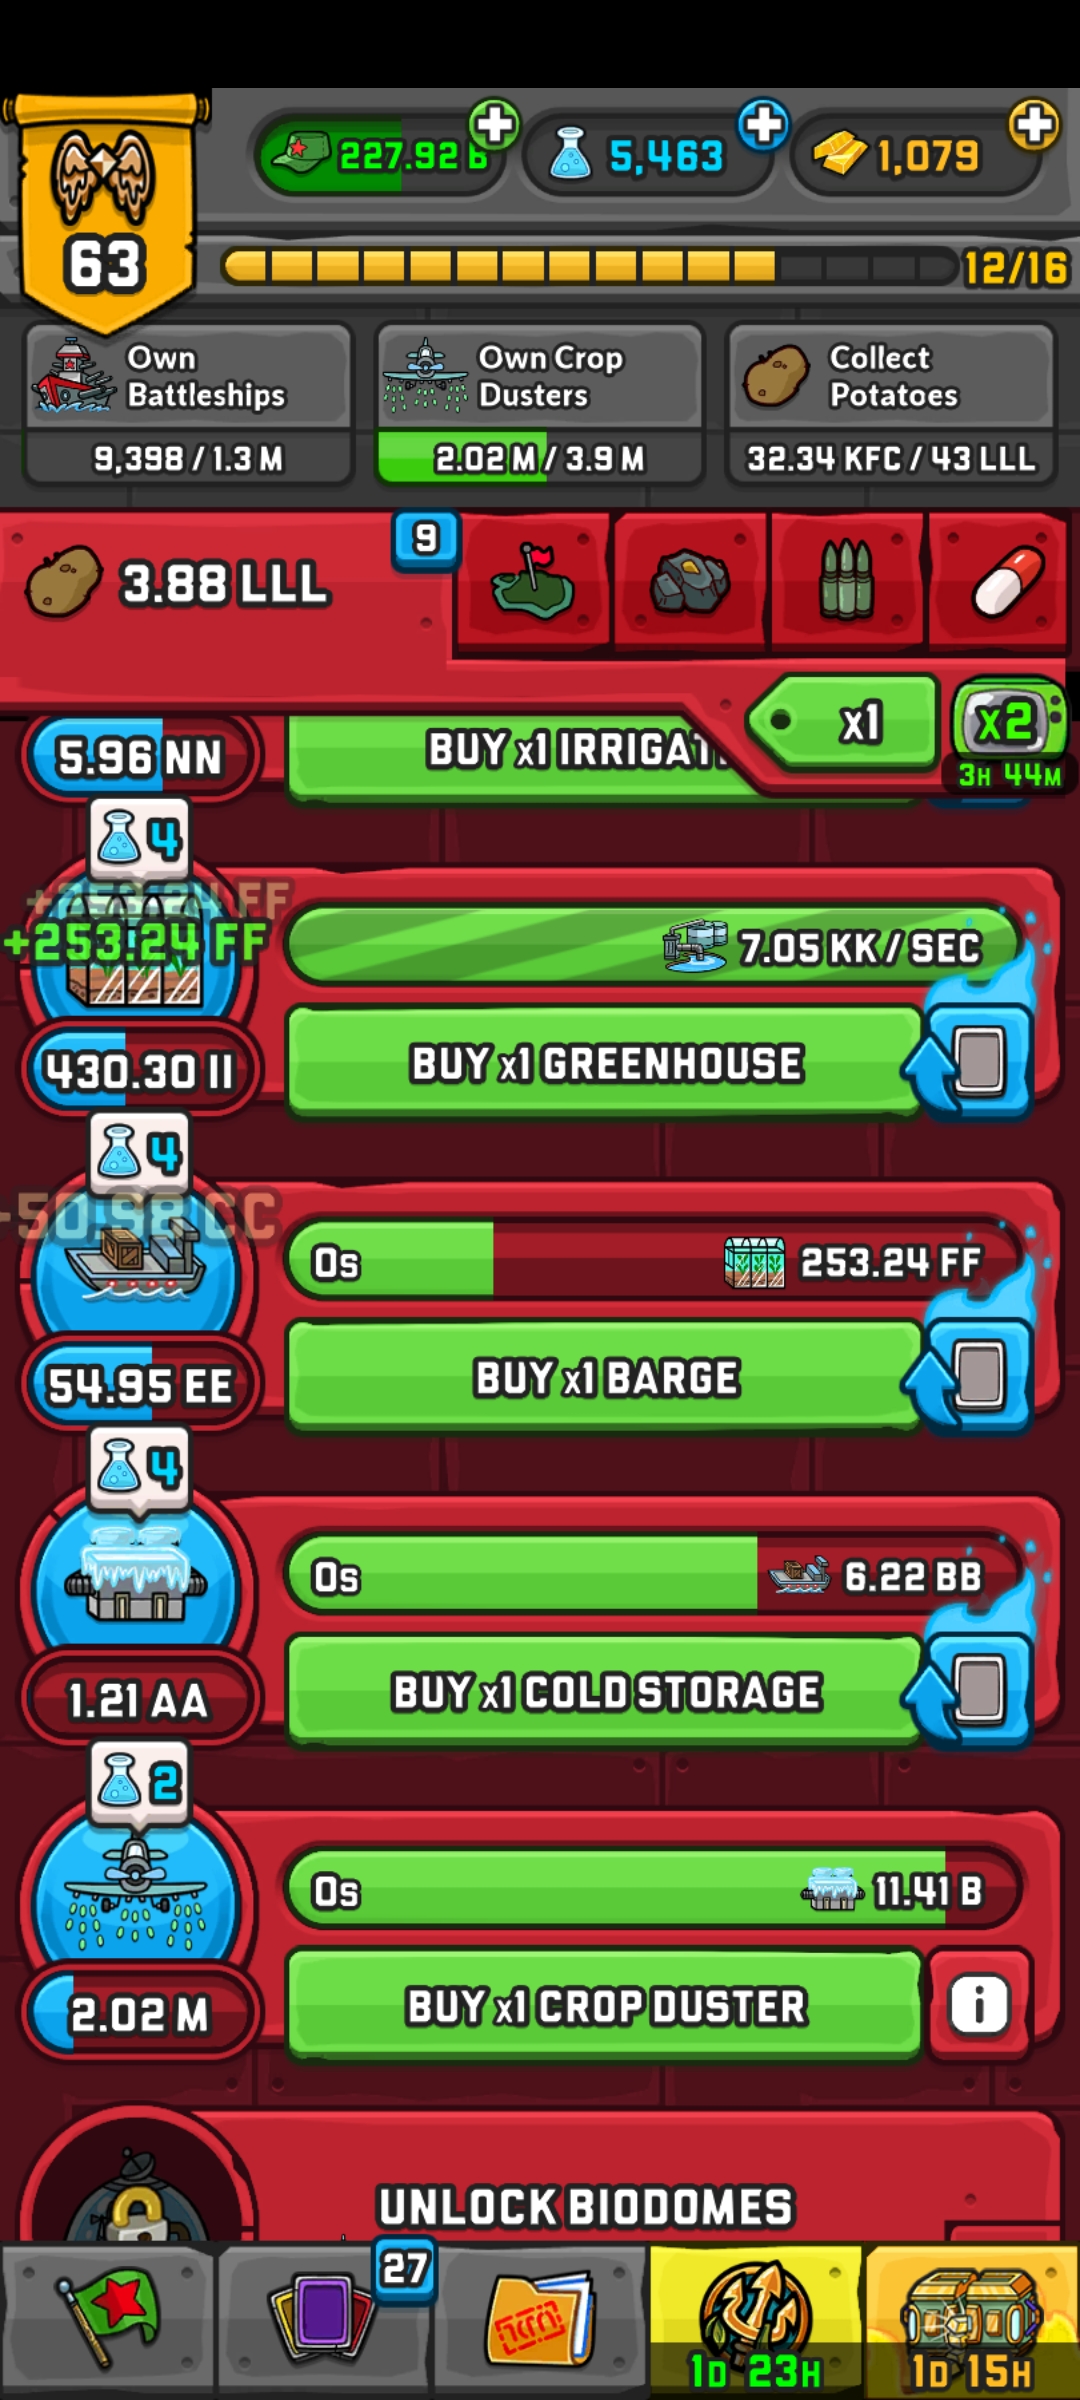 227.92 B
5,463
1,079
63
12/16
Own
Battleships
9,398 / 1.3 M
Own Crop
Dusters
2.02 M / 3.9 M
Collect
Potatoes
32.34 KFC / 43 LLL
3.88 LLL
9
x1
x2
3H 44M
5.96 NN
BUY x1
4
+253.24 FF
+253.24 FF
7.05 KK / SEC
430.30 II
BUY x1 GREENHOUSE
4
50.98 CC
0s
253.24 FF
54.95 EE
BUY x1 BARGE
4
0s
6.22 BB
1.21 AA
BUY x1 COLD STORAGE
2
0s
11.41 B
2.02 M
BUY x1 CROP DUSTER
i
UNLOCK BIODOMES
27
1D 23H
1D 15H